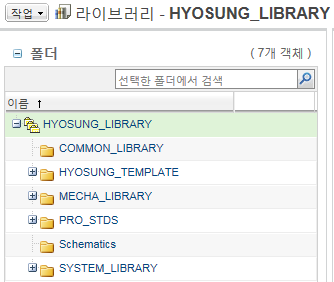 작업 라이브러리 - HYOSUNG_LIBRARY
폴더 ( 7개 객체 )
선택한 폴더에서 검색
이름 ↑
HYOSUNG_LIBRARY
COMMON_LIBRARY
HYOSUNG_TEMPLATE
MECHA_LIBRARY
PRO_STDS
Schematics
SYSTEM_LIBRARY